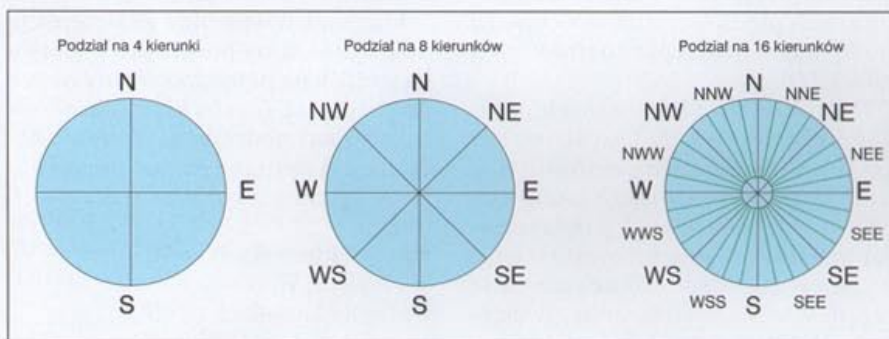 Podział na 4 kierunki
N
W
E
S
Podział na 8 kierunków
N
NW
NE
W
E
WS
SE
S
Podział na 16 kierunków
N
NNW
NNE
NW
NE
NWW
NEE
W
E
WWS
SEE
WS
SE
WSS
SEE
S